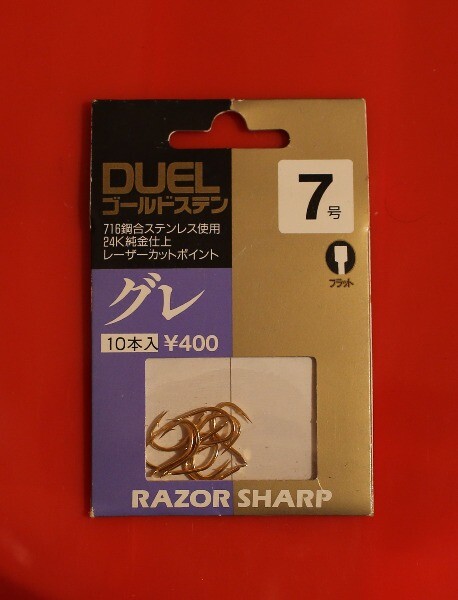 DUEL
ゴールドステン
716鋼合ステンレス使用
24K純金仕上
レーザーカットポイント
グレ
10本入 ¥400
7号
フラット
RAZOR SHARP